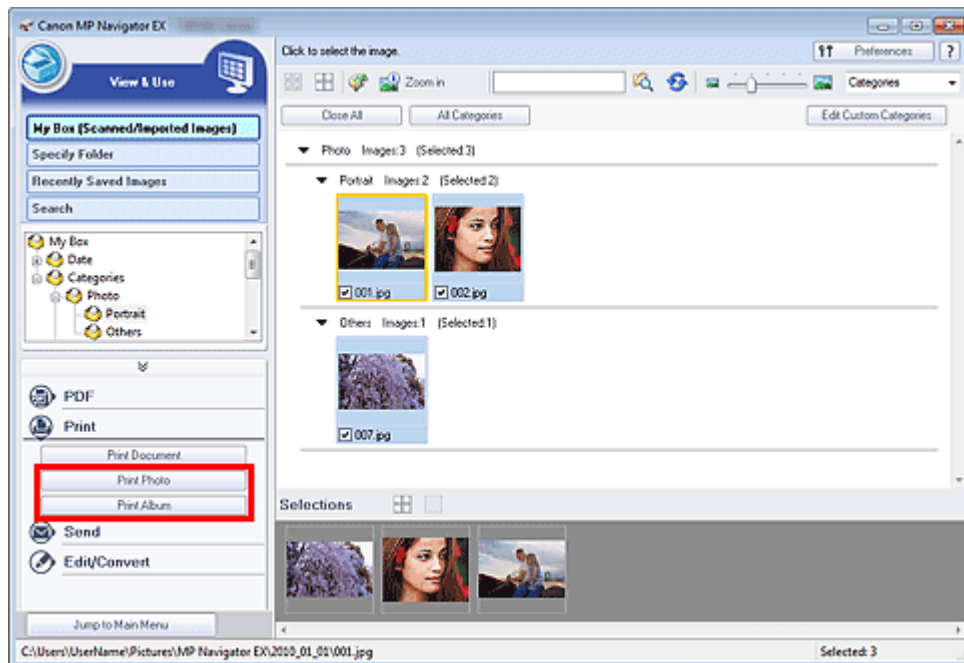 Canon MP Navigator EX
View & Use
My Box (Scanned/Imported Images)
Specify Folder
Recently Saved Images
Search
My Box
Date
Categories
Photo
Portrait
Others
PDF
Print
Print Document
Print Photo
Print Album
Send
Edit/Convert
Jump to Main Menu
Click to select the image.
Preferences
?
Zoom in
Categories
Close All
All Categories
Edit Custom Categories
Photo Images:3 (Selected:3)
Portrait Images:2 (Selected:2)
001.jpg
002.jpg
Others Images:1 (Selected:1)
007.jpg
Selections
C:\Users\UserName\Pictures\MP Navigator EX\2010_01_01\001.jpg
Selected: 3